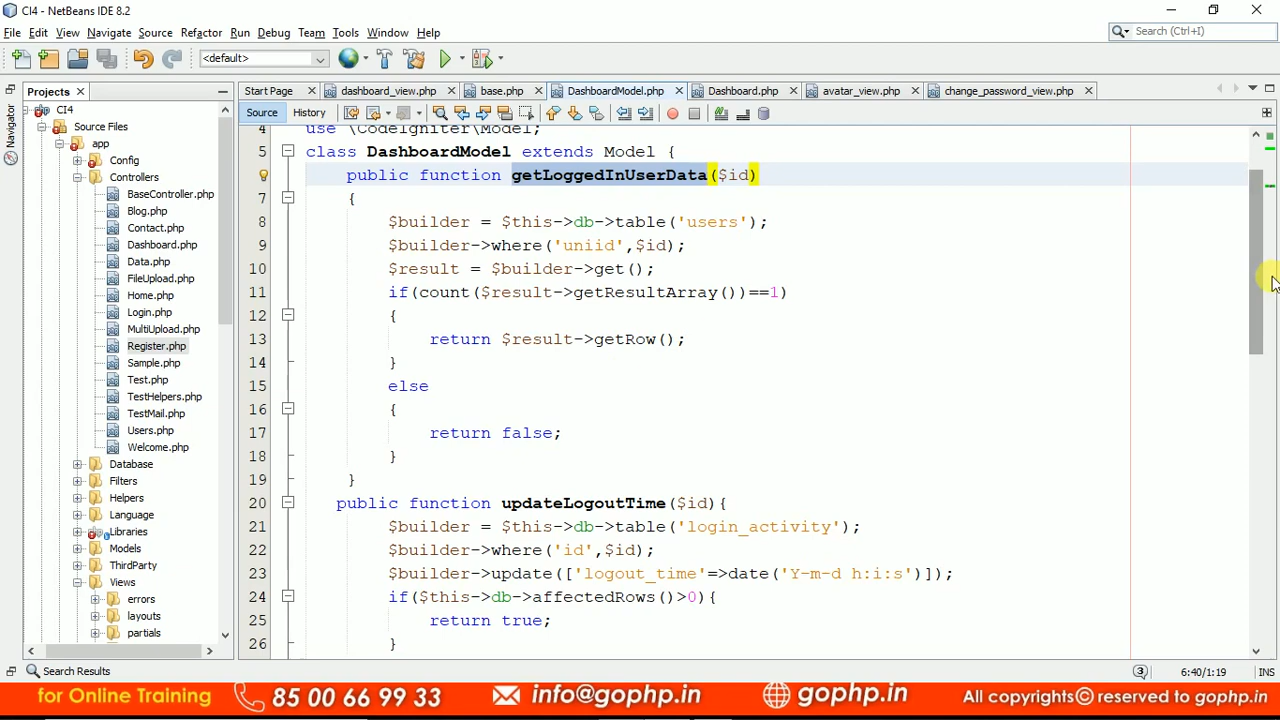 CI4 - NetBeans IDE 8.2
File Edit View Navigate Source Refactor Run Debug Team Tools Window Help
Search (Ctrl+I)
<default>
Projects
Start Page
dashboard_view.php
base.php
DashboardModel.php
Dashboard.php
avatar_view.php
change_password_view.php
Source History
Navigator
CI4
Source Files
app
Config
Controllers
BaseController.php
Blog.php
Contact.php
Dashboard.php
Data.php
FileUpload.php
Home.php
Login.php
MultiUpload.php
Register.php
Sample.php
Test.php
TestHelpers.php
TestMail.php
Users.php
Welcome.php
Database
Filters
Helpers
Language
Libraries
Models
ThirdParty
Views
errors
layouts
partials
4 use \CodeIgniter\Model;
5 class DashboardModel extends Model {
public function getLoggedInUserData($id)
7 {
8 $builder = $this->db->table('users');
9 $builder->where('uniid',$id);
10 $result = $builder->get();
11 if(count($result->getResultArray())==1)
12 {
13 return $result->getRow();
14 }
15 else
16 {
17 return false;
18 }
19 }
20 public function updateLogoutTime($id){
21 $builder = $this->db->table('login_activity');
22 $builder->where('id',$id);
23 $builder->update(['logout_time'=>date('Y-m-d h:i:s')]);
24 if($this->db->affectedRows()>0){
25 return true;
26 }
Search Results
3
6:40/1:19
INS
for Online Training 85 00 66 99 33 info@gophp.in gophp.in All copyrights© reserved to gophp.in